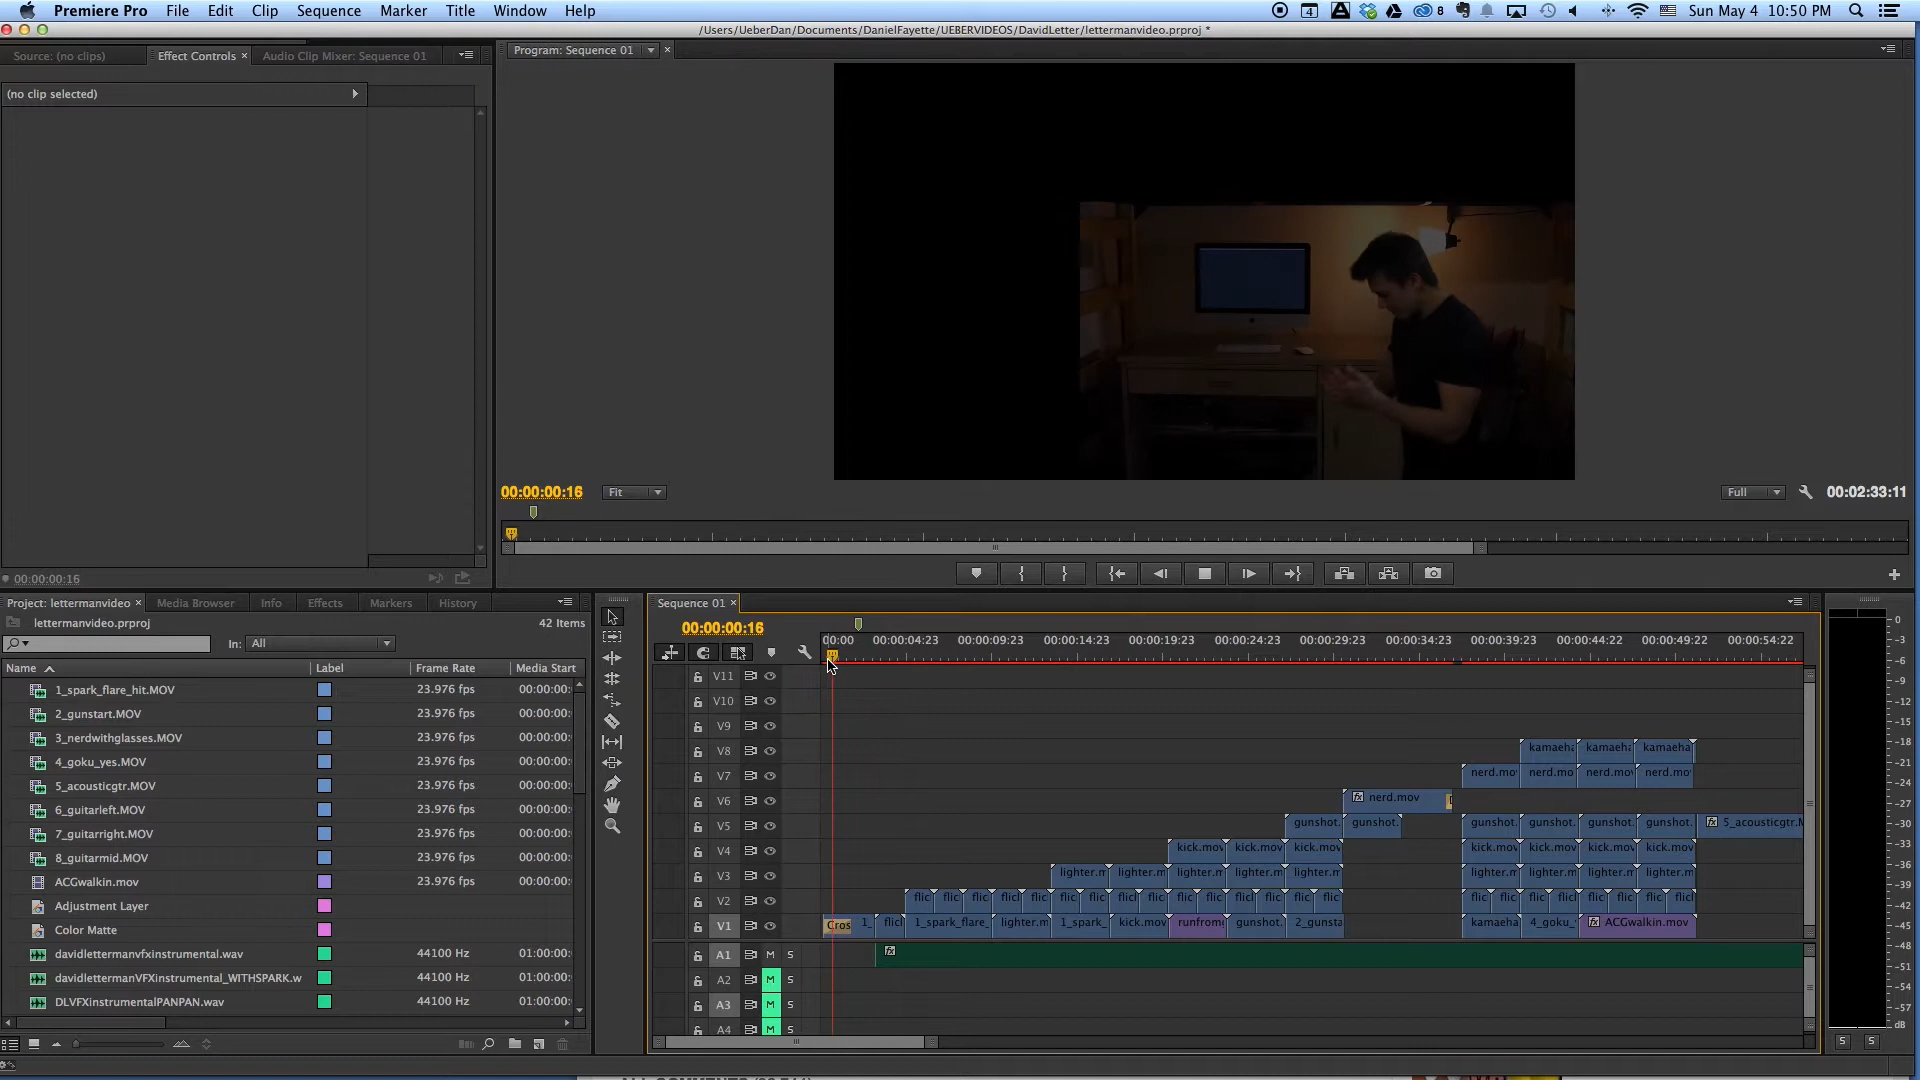 Premiere Pro File Edit Clip Sequence Marker Title Window Help
4 8 Sun May 4 10:50 PM
/Users/UeberDan/Documents/DanielFayette/UEBERVIDEOS/DavidLetter/lettermanvideo.prproj *
Source: (no clips) Effect Controls × Audio Clip Mixer: Sequence 01
Program: Sequence 01 ×
(no clip selected)
00:00:00:16 Fit Full 00:02:33:11
00:00:00:16
Project: lettermanvideo × Media Browser Info Effects Markers History
lettermanvideo.prproj 42 Items
In: All
Name Label Frame Rate Media Start
1_spark_flare_hit.MOV 23.976 fps 00:00:00:
2_gunstart.MOV 23.976 fps 00:00:00:
3_nerdwithglasses.MOV 23.976 fps 00:00:00:
4_goku_yes.MOV 23.976 fps 00:00:00:
5_acousticgtr.MOV 23.976 fps 00:00:00:
6_guitarleft.MOV 23.976 fps 00:00:00:
7_guitarright.MOV 23.976 fps 00:00:00:
8_guitarmid.MOV 23.976 fps 00:00:00:
ACGwalkin.mov 23.976 fps 00:00:00:
Adjustment Layer
Color Matte
davidlettermanvfxinstrumental.wav 44100 Hz 01:00:00:
davidlettermanVFXinstrumental_WITHSPARK.w 44100 Hz 01:00:00:
DLVFXinstrumentalPANPAN.wav 44100 Hz 01:00:00:
Sequence 01 ×
00:00:00:16
00:00 00:00:04:23 00:00:09:23 00:00:14:23 00:00:19:23 00:00:24:23 00:00:29:23 00:00:34:23 00:00:39:23 00:00:44:22 00:00:49:22 00:00:54:22
V11
V10
V9
V8 kamaeha kamaeha kamaeha
V7 nerd.mov nerd.mo nerd.mov nerd.mo
V6 fx nerd.mov
V5 gunshot. gunshot. gunshot. gunshot. gunshot. gunshot. fx 5_acousticgtr.M
V4 kick.mov kick.mov kick.mov kick.mov kick.mov kick.mov kick.mov
V3 lighter.m lighter.m lighter.m lighter.m lighter.m lighter.m lighter.m lighter.m lighter.m
V2 flic flic flic flic flic flic flic flic flic flic flic flic flic flic flic flic flic flic flic flic flic flic flic
V1 Cros 1_ flicl 1_spark_flare_ lighter.m 1_spark_ kick.mov runfrom gunshot. 2_gunsta kamaeha 4_goku_ fx ACGwalkin.mov
A1 M S fx
A2 M S
A3 M S
A4 M S
0
-3
-6
-9
-12
-15
-18
-21
-24
-27
-30
-33
-36
-39
-42
-45
-48
-51
-54
-57
dB
S S